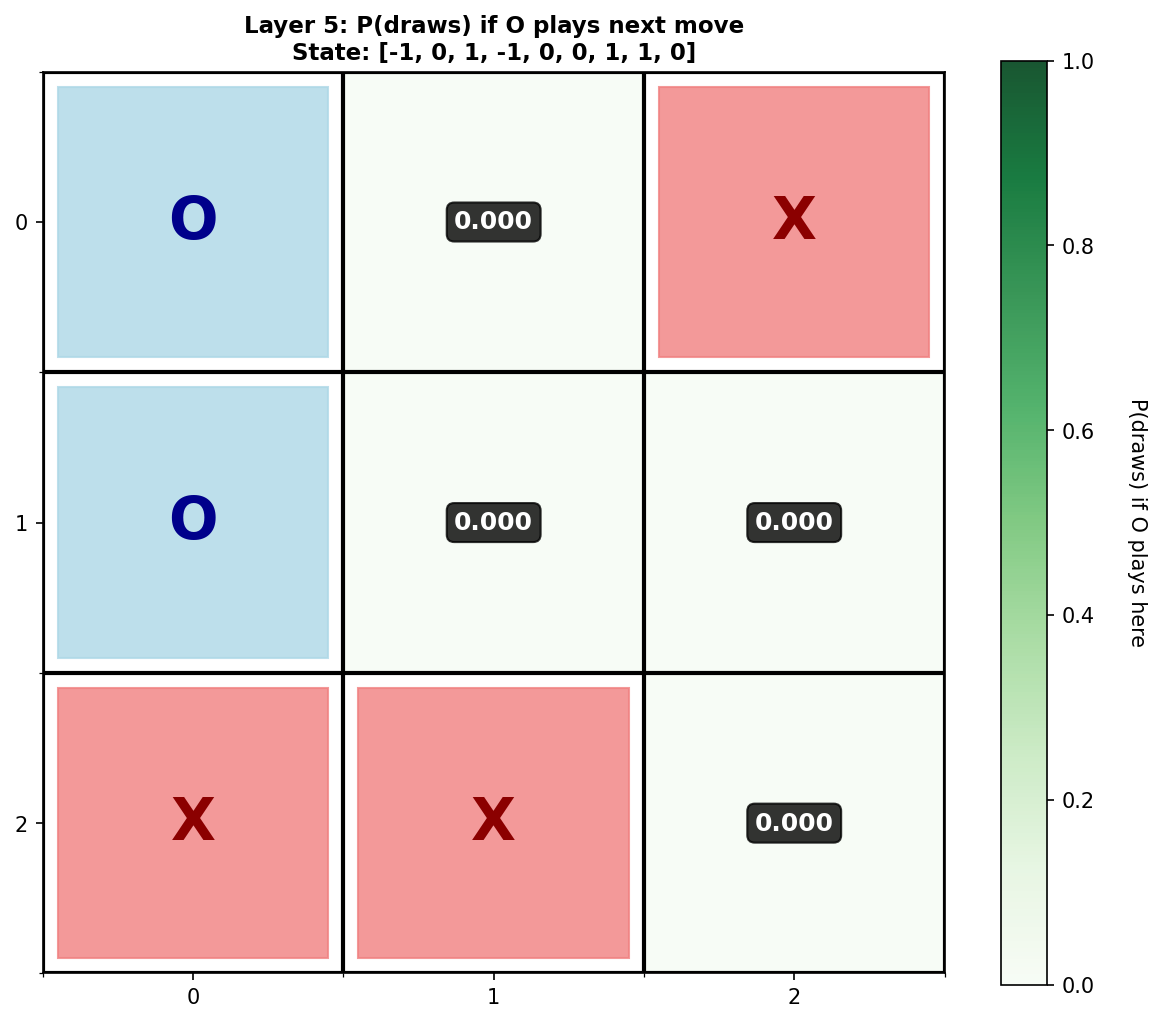 Layer 5: P(draws) if O plays next move
State: [-1, 0, 1, -1, 0, 0, 1, 1, 0]
1.0
0.8
0.6
0.4
0.2
0.0
P(draws) if O plays here
0
O
0.000
X
1
O
0.000
0.000
2
X
X
0.000
0
1
2